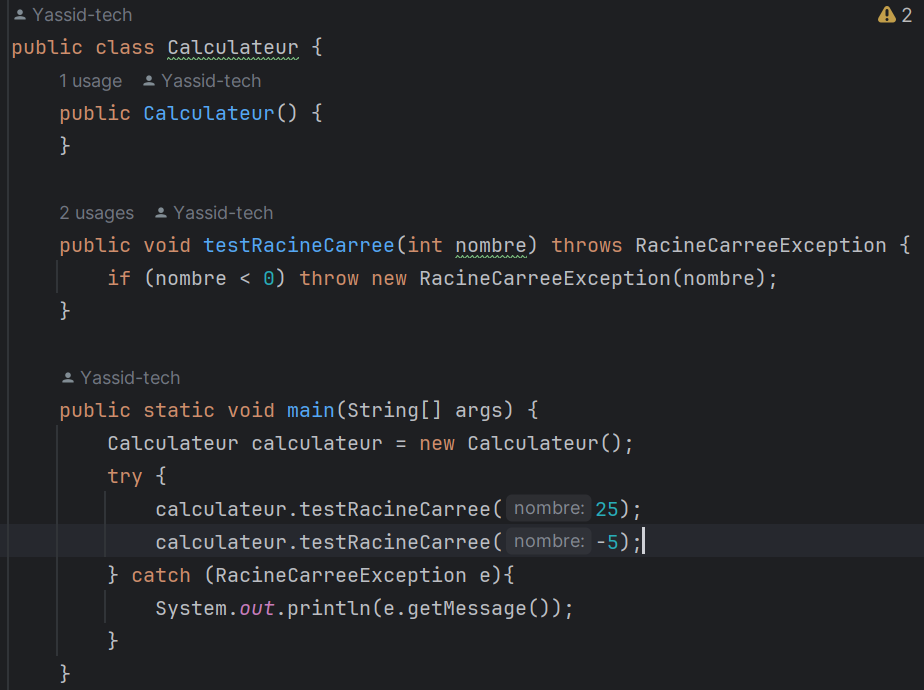 Yassid-tech 2
public class Calculateur {
1 usage Yassid-tech
public Calculateur() {
}
2 usages Yassid-tech
public void testRacineCarree(int nombre) throws RacineCarreeException {
if (nombre < 0) throw new RacineCarreeException(nombre);
}
Yassid-tech
public static void main(String[] args) {
Calculateur calculateur = new Calculateur();
try {
calculateur.testRacineCarree( nombre: 25);
calculateur.testRacineCarree( nombre: -5);
} catch (RacineCarreeException e){
System.out.println(e.getMessage());
}
}